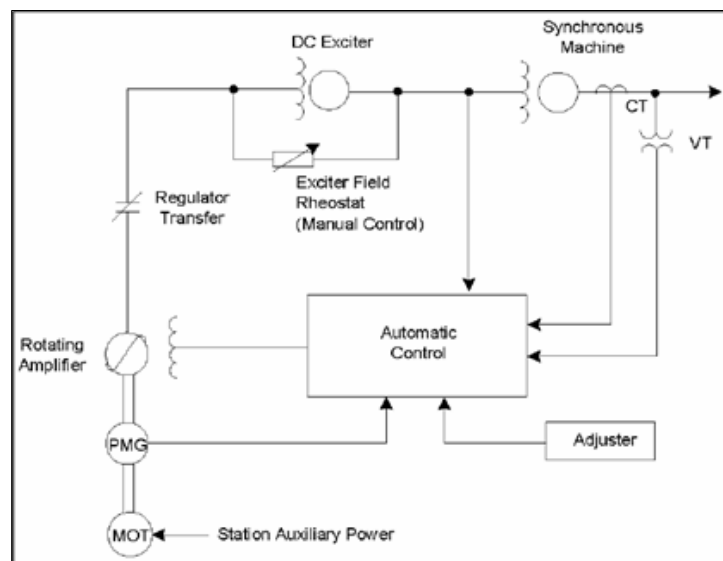 DC Exciter
Synchronous
Machine
CT
VT
Exciter Field
Rheostat
(Manual Control)
Regulator
Transfer
Rotating
Amplifier
Automatic
Control
PMG
Adjuster
MOT
Station Auxiliary Power